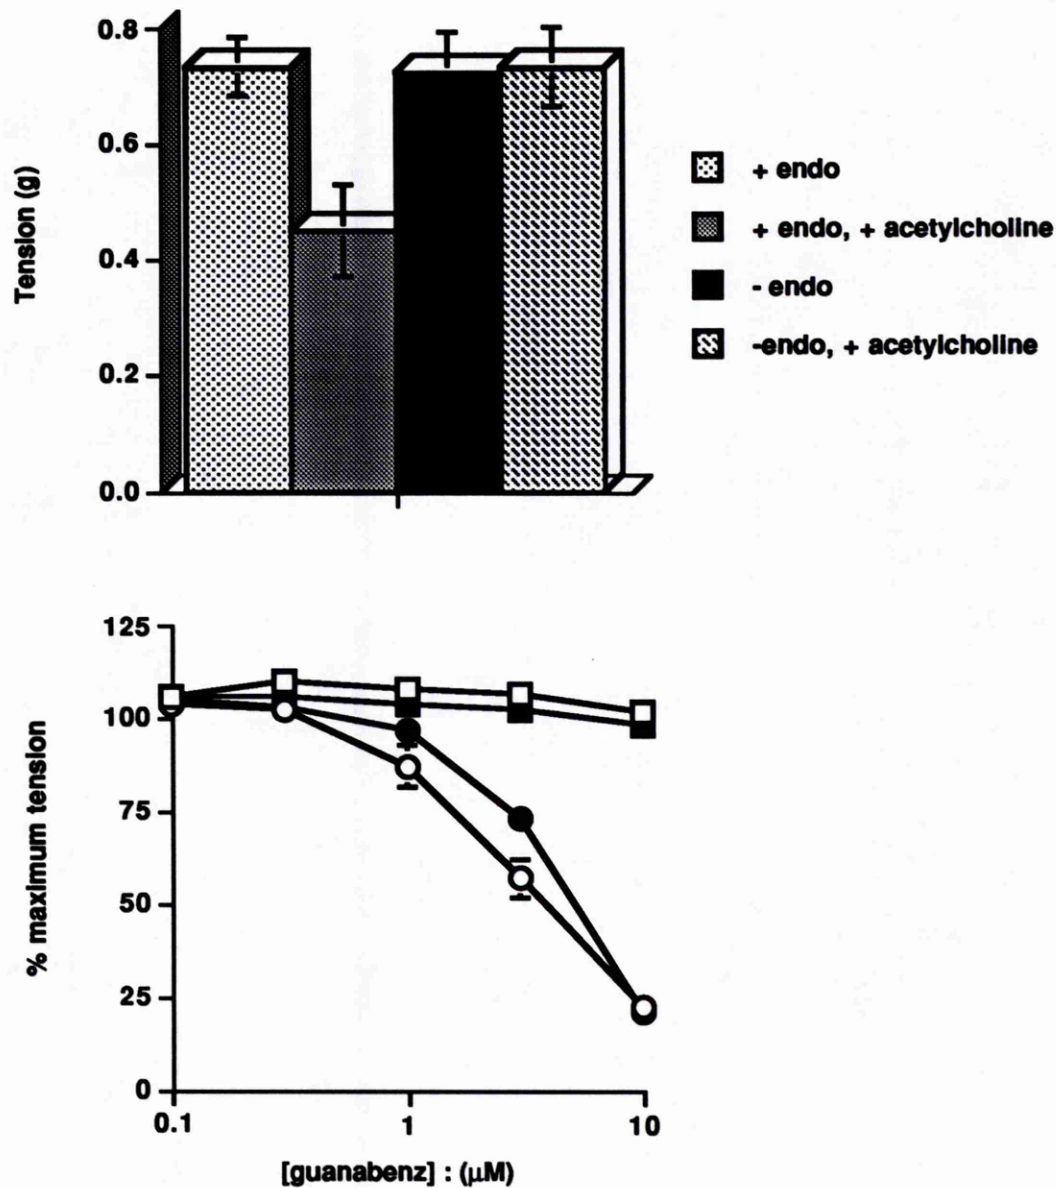 0.8
0.6
0.4
0.2
0.0
Tension (g)
+ endo
+ endo, + acetylcholine
- endo
-endo, + acetylcholine
125
100
75
50
25
0
% maximum tension
0.1 1 10
[guanabenz] : (μM)